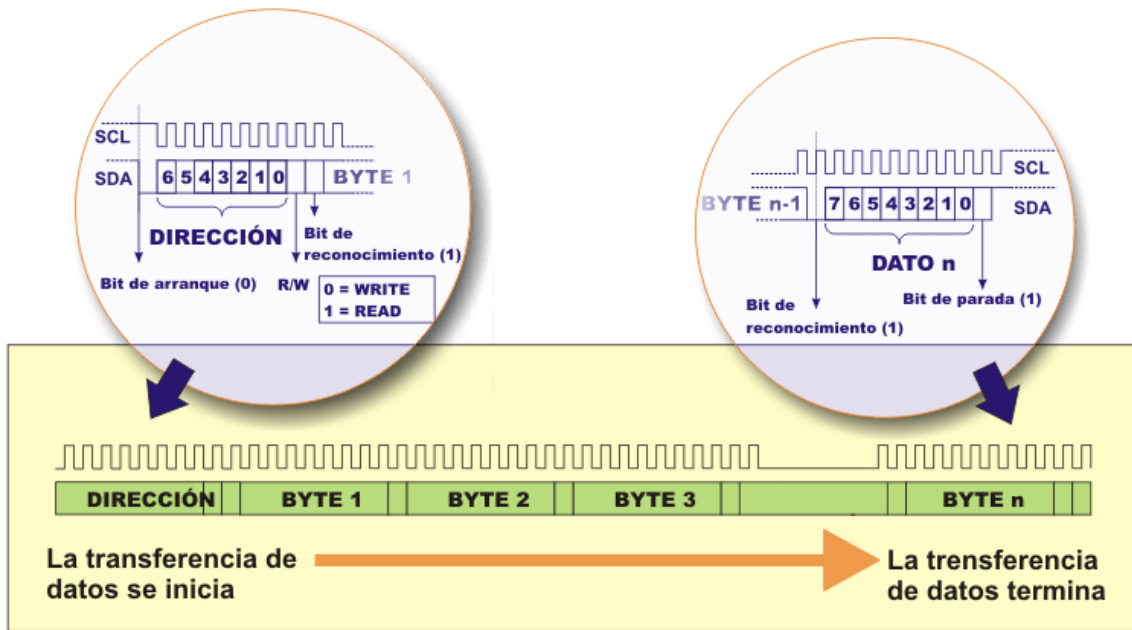 SCL
SDA
6 5 4 3 2 1 0
BYTE 1
DIRECCIÓN
Bit de
reconocimiento (1)
Bit de arranque (0)
R/W
0 = WRITE
1 = READ
SCL
BYTE n-1
7 6 5 4 3 2 1 0
SDA
DATO n
Bit de parada (1)
Bit de
reconocimiento (1)
DIRECCIÓN
BYTE 1
BYTE 2
BYTE 3
BYTE n
La transferencia de
datos se inicia
La trensferencia
de datos termina